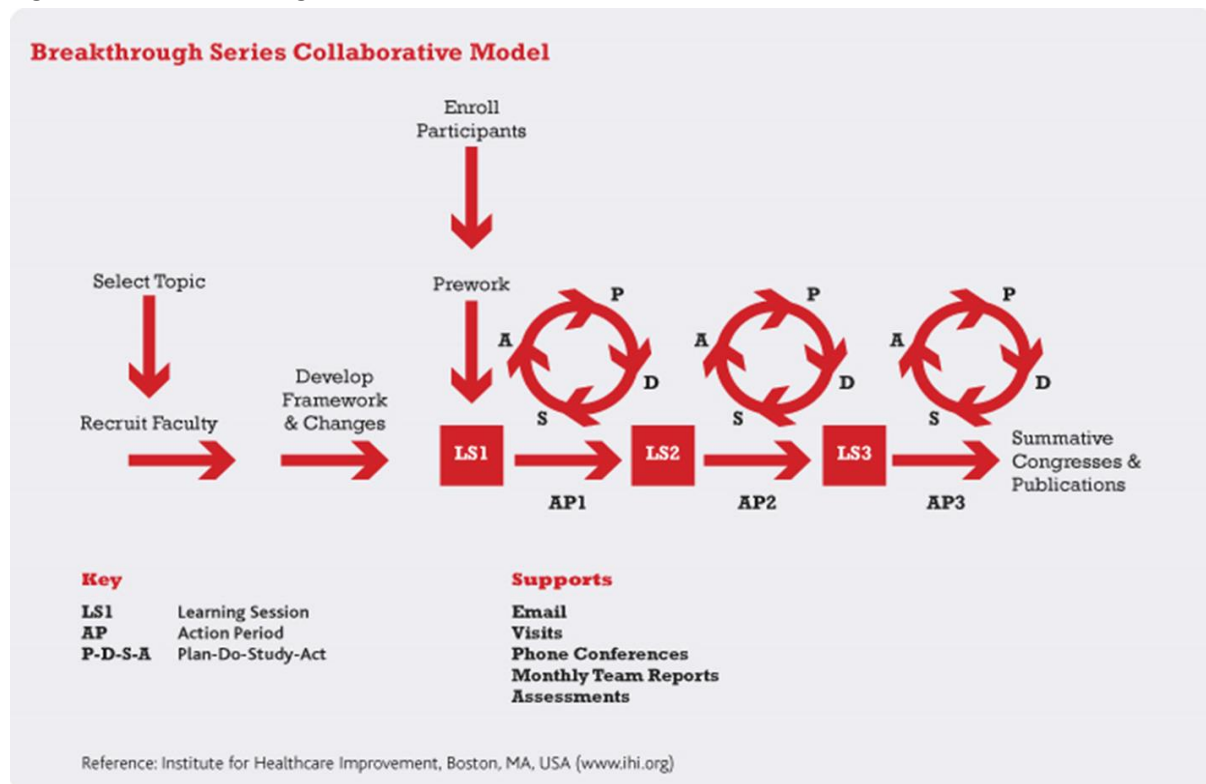 Breakthrough Series Collaborative Model
Enroll
Participants
Select Topic
Prework
Recruit Faculty
Develop
Framework
& Changes
P
A
D
S
P
A
D
S
P
A
D
S
LS1
LS2
LS3
AP1
AP2
AP3
Summative
Congresses &
Publications
Key
LS1 Learning Session
AP Action Period
P-D-S-A Plan-Do-Study-Act
Supports
Email
Visits
Phone Conferences
Monthly Team Reports
Assessments
Reference: Institute for Healthcare Improvement, Boston, MA, USA (www.ihi.org)